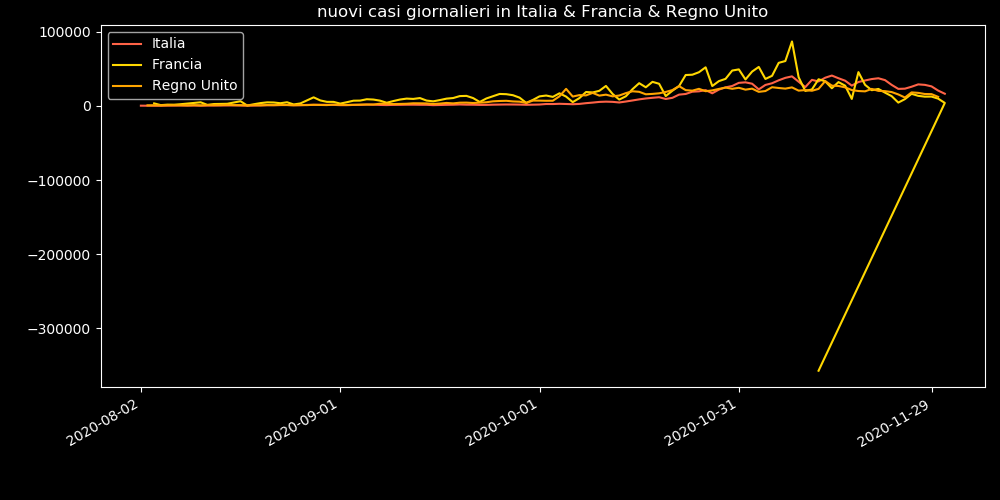 nuovi casi giornalieri in Italia & Francia & Regno Unito
Italia
Francia
Regno Unito
100000
0
−100000
−200000
−300000
2020-08-02
2020-09-01
2020-10-01
2020-10-31
2020-11-29